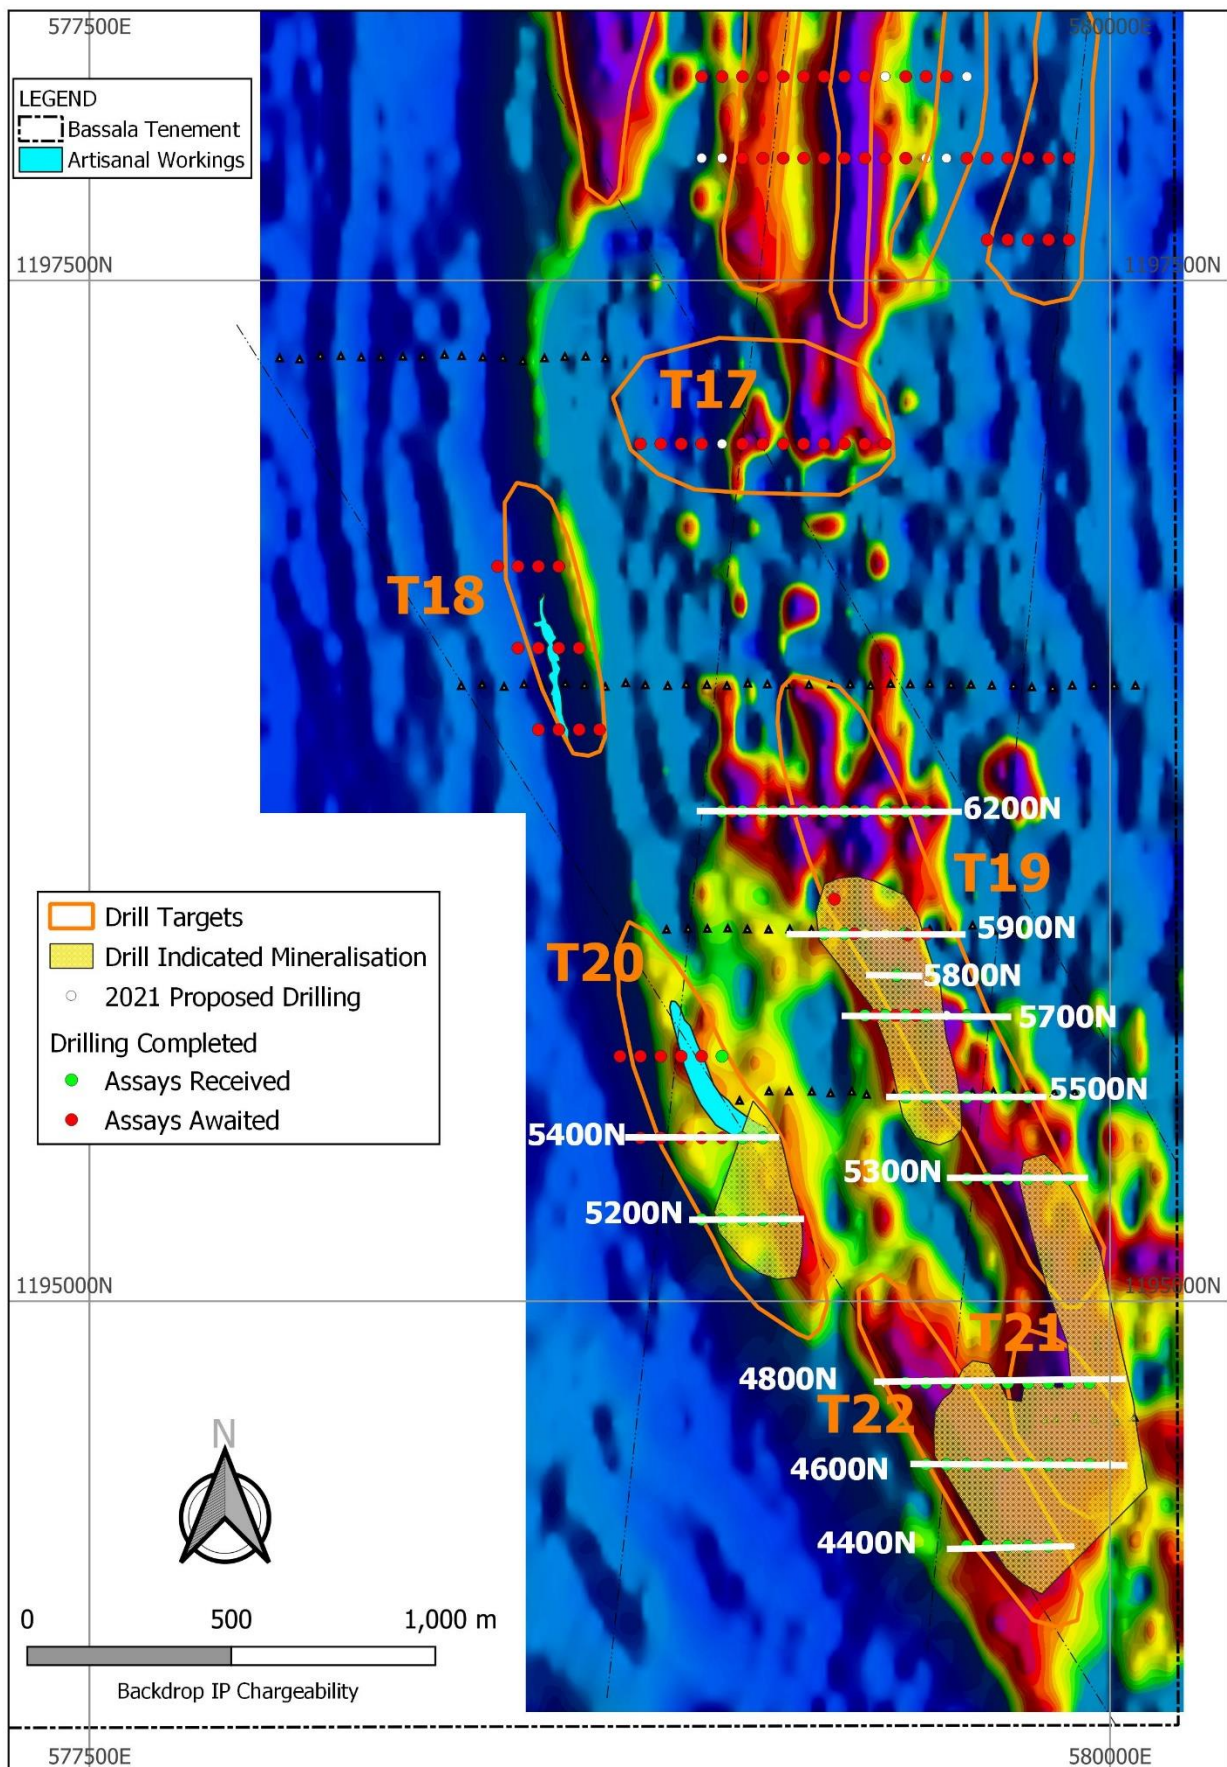 577500E
580000E
LEGEND
Bassala Tenement
Artisanal Workings
1197500N
1197500N
T17
T18
6200N
T19
5900N
Drill Targets
Drill Indicated Mineralisation
2021 Proposed Drilling
Drilling Completed
Assays Received
Assays Awaited
T20
5800N
5700N
5500N
5400N
5300N
5200N
1195000N
1195000N
T21
4800N
T22
N
4600N
4400N
0 500 1,000 m
Backdrop IP Chargeability
577500E
580000E